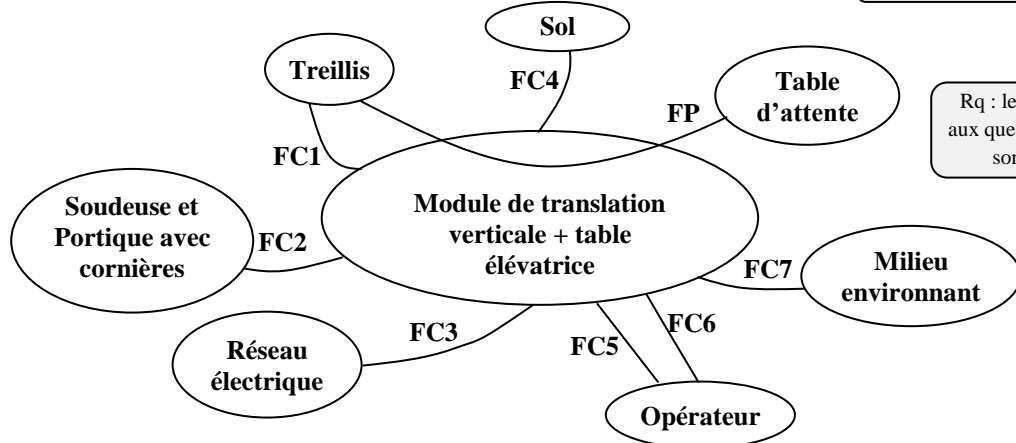 Sol
Treillis
FC4
Table
d'attente
FP
Rq : le
aux que
son
FC1
Soudeuse et
Portique avec
cornières
FC2
Module de translation
verticale + table
élévatrice
FC7
Milieu
environnant
FC3
FC5
FC6
Réseau
électrique
Opérateur